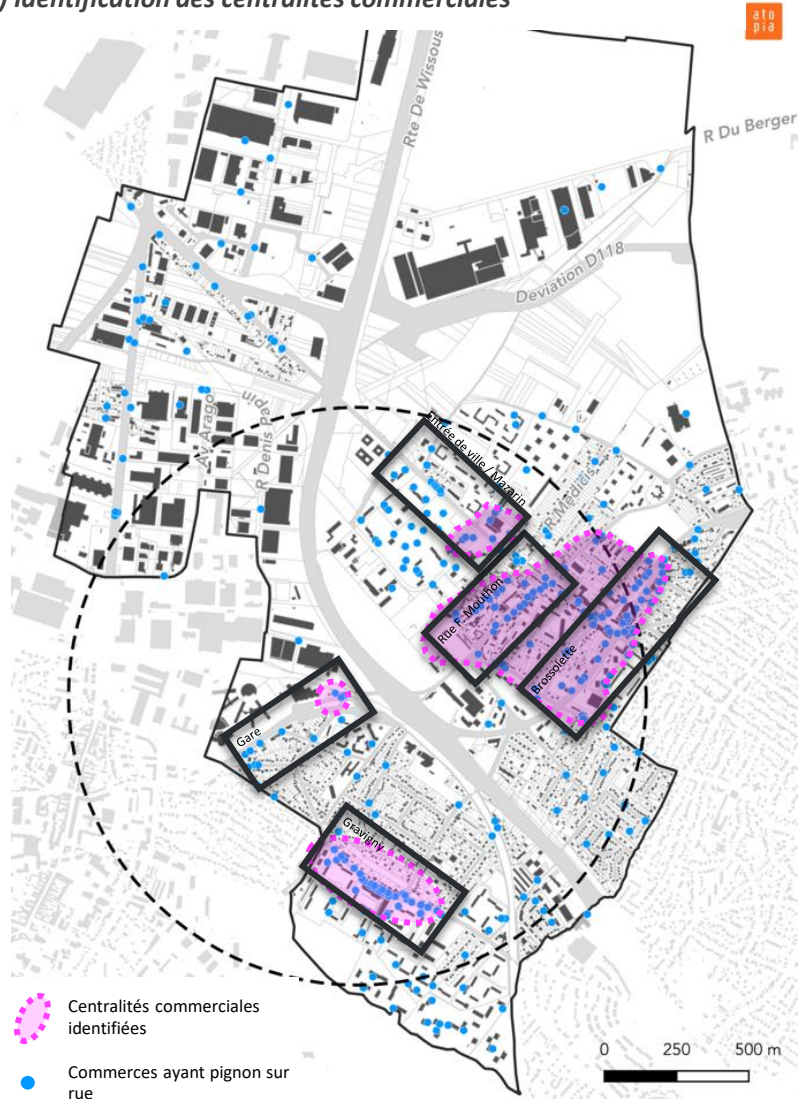 ) Identification des centralités commerciales
ato
pia
Rte De Wissous
R Du Berger
Deviation D118
Av Arago
R Denis Papin
ntrée de ville / Mazarin
R Médicis
Rue F. Mouthon
Brossolette
Gare
Gravigny
Centralités commerciales
identifiées
Commerces ayant pignon sur
rue
0 250 500 m